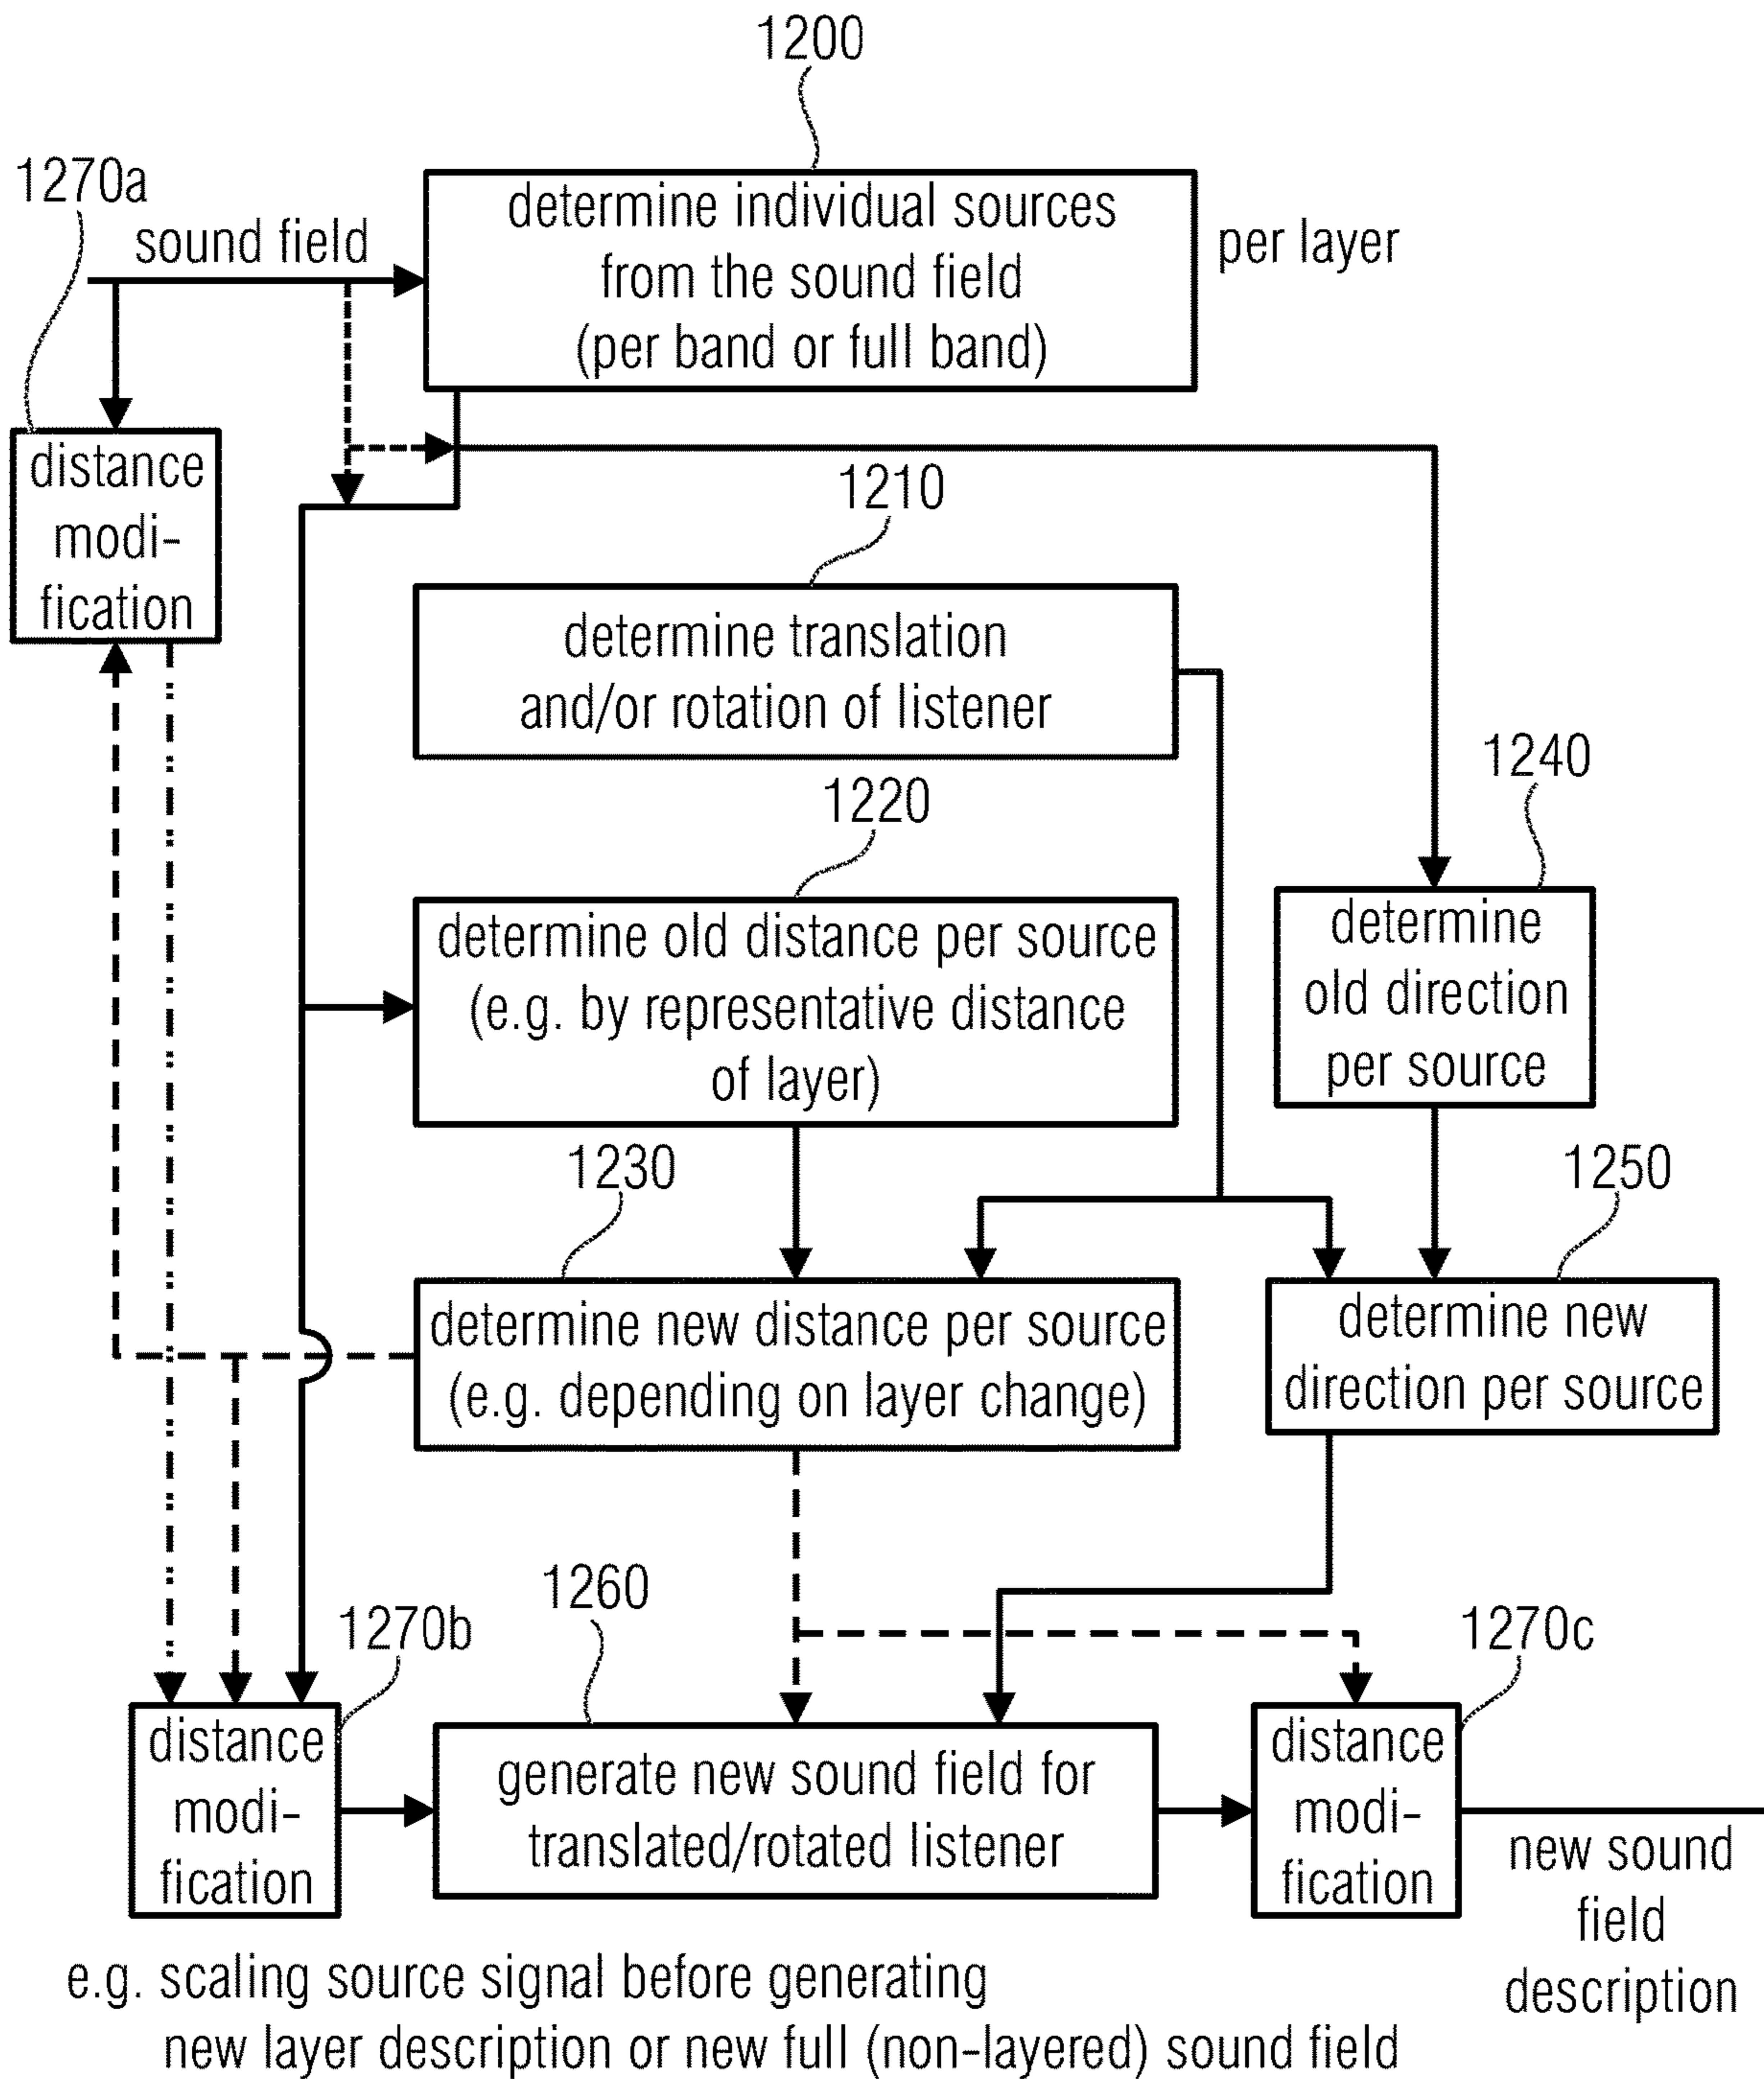 1200
1270a
sound field
determine individual sources
from the sound field
(per band or full band)
per layer
distance
modi-
fication
1210
determine translation
and/or rotation of listener
1220
determine old distance per source
(e.g. by representative distance
of layer)
1240
determine
old direction
per source
1230
determine new distance per source
(e.g. depending on layer change)
1250
determine new
direction per source
1270b
distance
modi-
fication
1260
generate new sound field for
translated/rotated listener
1270c
distance
modi-
fication
new sound
field
description
e.g. scaling source signal before generating
new layer description or new full (non-layered) sound field